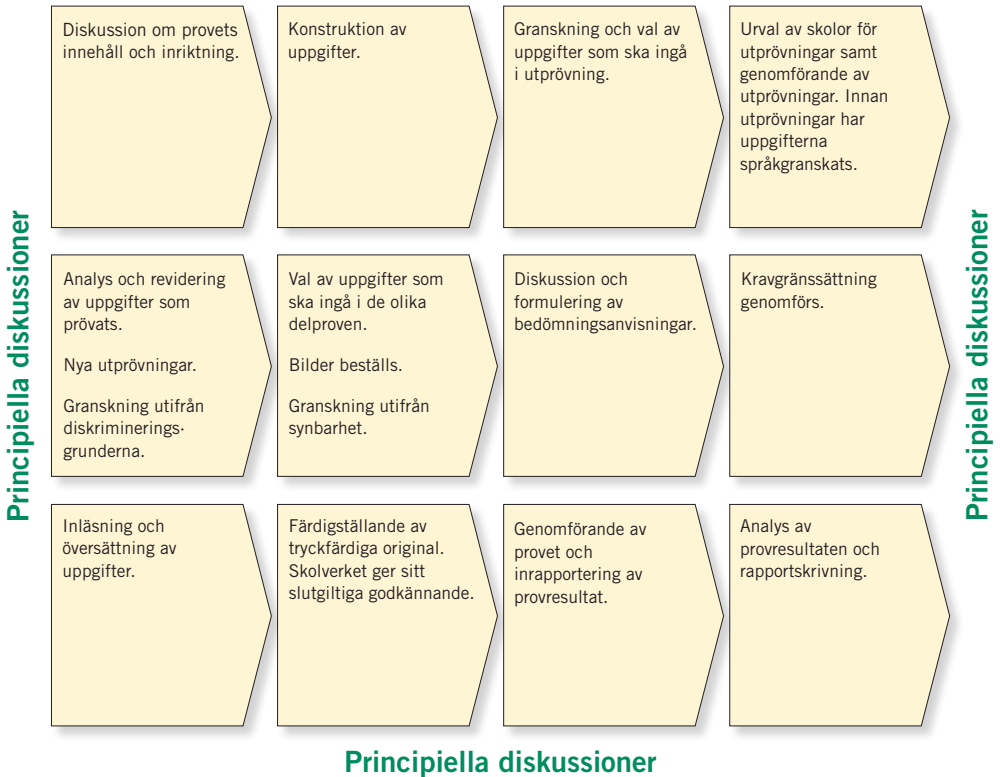 Diskussion om provets
innehåll och inriktning.
Konstruktion av
uppgifter.
Granskning och val av
uppgifter som ska ingå
i utprövning.
Urval av skolor för
utprövningar samt
genomförande av
utprövningar. Innan
utprövningar har
uppgifterna
språkgranskats.
Principiella diskussioner
Analys och revidering
av uppgifter som
prövats.
Nya utprövningar.
Granskning utifrån
diskriminerings-
grunderna.
Val av uppgifter som
ska ingå i de olika
delproven.
Bilder beställs.
Granskning utifrån
synbarhet.
Diskussion och
formulering av
bedömningsanvisningar.
Kravgränssättning
genomförs.
Principiella diskussioner
Inläsning och
översättning av
uppgifter.
Färdigställande av
tryckfärdiga original.
Skolverket ger sitt
slutgiltiga godkännande.
Genomförande av
provet och
inrapportering av
provresultat.
Analys av
provresultaten och
rapportskrivning.
Principiella diskussioner